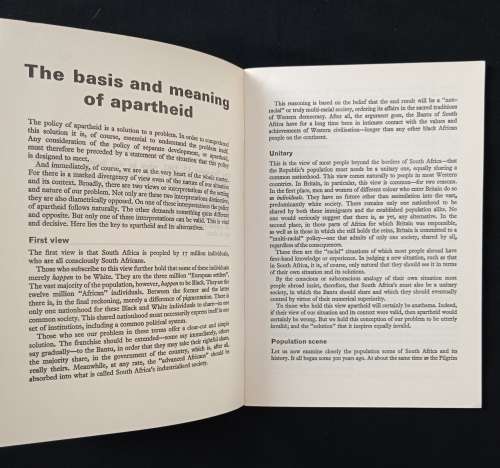 The basis and meaning
of apartheid
The policy of apartheid is a solution to a problem. In order to comprehend
this solution it is, of course, essential to understand the problem itself.
Any consideration of the policy of separate development, or apartheid,
must therefore be preceded by a statement of the situation that this policy
is designed to meet.
And immediately, of course, we are at the very heart of the whole matter.
For there is a marked divergency of view even of the nature of our situation
and its context. Broadly, there are two views or interpretations of the setting
and nature of our problem. Not only are these two interpretations distinctive,
they are also diametrically opposed. On one of these interpretations the policy
of apartheid follows naturally. The other demands something quite different
and opposite. But only one of these interpretations can be valid. This is vital
and decisive. Here lies the key to apartheid and its alternatives.
First view
The first view is that South Africa is peopled by 17 million individuals,
who are all consciously South Africans.
Those who subscribe to this view further hold that some of these individuals
merely happen to be White. They are the three million "European settlers".
The vast majority of the population, however, happen to be Black. They are the
twelve million "African" individuals. Between the former and the latter
there is, in the final reckoning, merely a difference of pigmentation. There is
only one nationhood for these Black and White individuals to share—in one
common society. This shared nationhood must necessarily express itself in one
set of institutions, including a common political system.
Those who see our problem in these terms offer a clear-cut and simple
solution. The franchise should be extended—some say immediately, others
say gradually—to the Bantu, in order that they may take their rightful share,
the majority share, in the government of the country, which is, after all,
really theirs. Meanwhile, at any rate, the "advanced Africans" should be
absorbed into what is called South Africa's industrialised society.
This reasoning is based on the belief that the end result will be a "non-
racial" or truly multi-racial society, ordering its affairs in the sacred traditions
of Western democracy. After all, the argument goes, the Bantu of South
Africa have for a long time been in intimate contact with the values and
achievements of Western civilisation—longer than any other black African
people on the continent.
Unitary
This is the view of most people beyond the borders of South Africa—that
the Republic's population must needs be a unitary one, equally sharing a
common nationhood. This view comes naturally to people in most Western
countries. In Britain, in particular, this view is common—for two reasons.
In the first place, men and women of different colour who enter Britain do so
as individuals. They have no future other than assimilation into the vast,
predominantly White society. There remains only one nationhood to be
shared by both these immigrants and the established population alike. No
one would seriously suggest that there is, as yet, any alternative. In the
second place, in those parts of Africa for which Britain was responsible,
as well as in those in which she still holds the reins, Britain is committed to a
"multi-racial" policy—one that admits of only one society, shared by all,
regardless of the consequences.
These then are the "racial" situations of which most people abroad have
first-hand knowledge or experience. In judging a new situation, such as that
in South Africa, it is, of course, only natural that they should see it in terms
of their own situation and its solutions.
By the conscious or subconscious analogy of their own situation most
people abroad insist, therefore, that South Africa's must also be a unitary
society, in which the Bantu should share and which they should eventually
control by virtue of their numerical superiority.
To those who hold this view apartheid will certainly be anathema. Indeed,
if their view of our situation and its context were valid, then apartheid would
certainly be wrong. But we hold this conception of our problem to be utterly
invalid; and the "solution" that it inspires equally invalid.
Population scene
Let us now examine closely the population scene of South Africa and its
history. It all began some 300 years ago. At about the same time as the Pilgrim